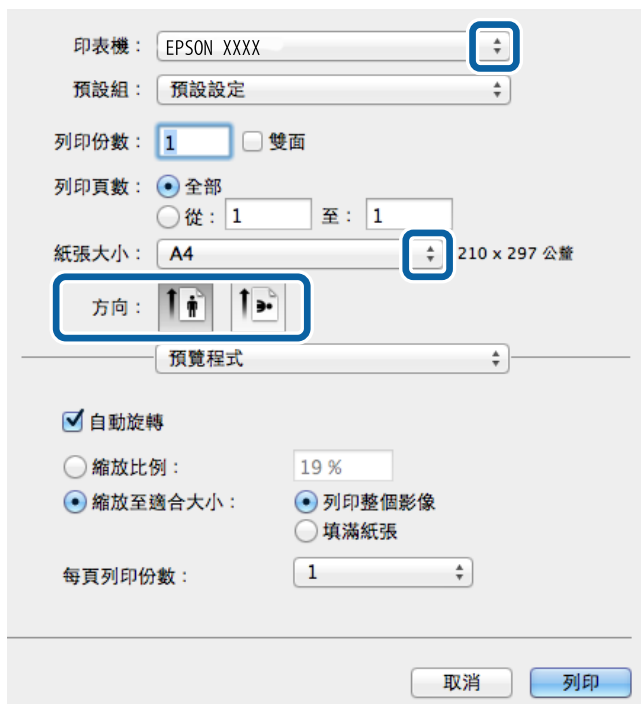 印表機： EPSON XXXX
預設組： 預設設定
列印份數： 1 雙面
列印頁數： 全部
從： 1 至： 1
紙張大小： A4 210 x 297 公釐
方向：
預覽程式
自動旋轉
縮放比例： 19 %
縮放至適合大小： 列印整個影像
填滿紙張
每頁列印份數： 1
取消 列印